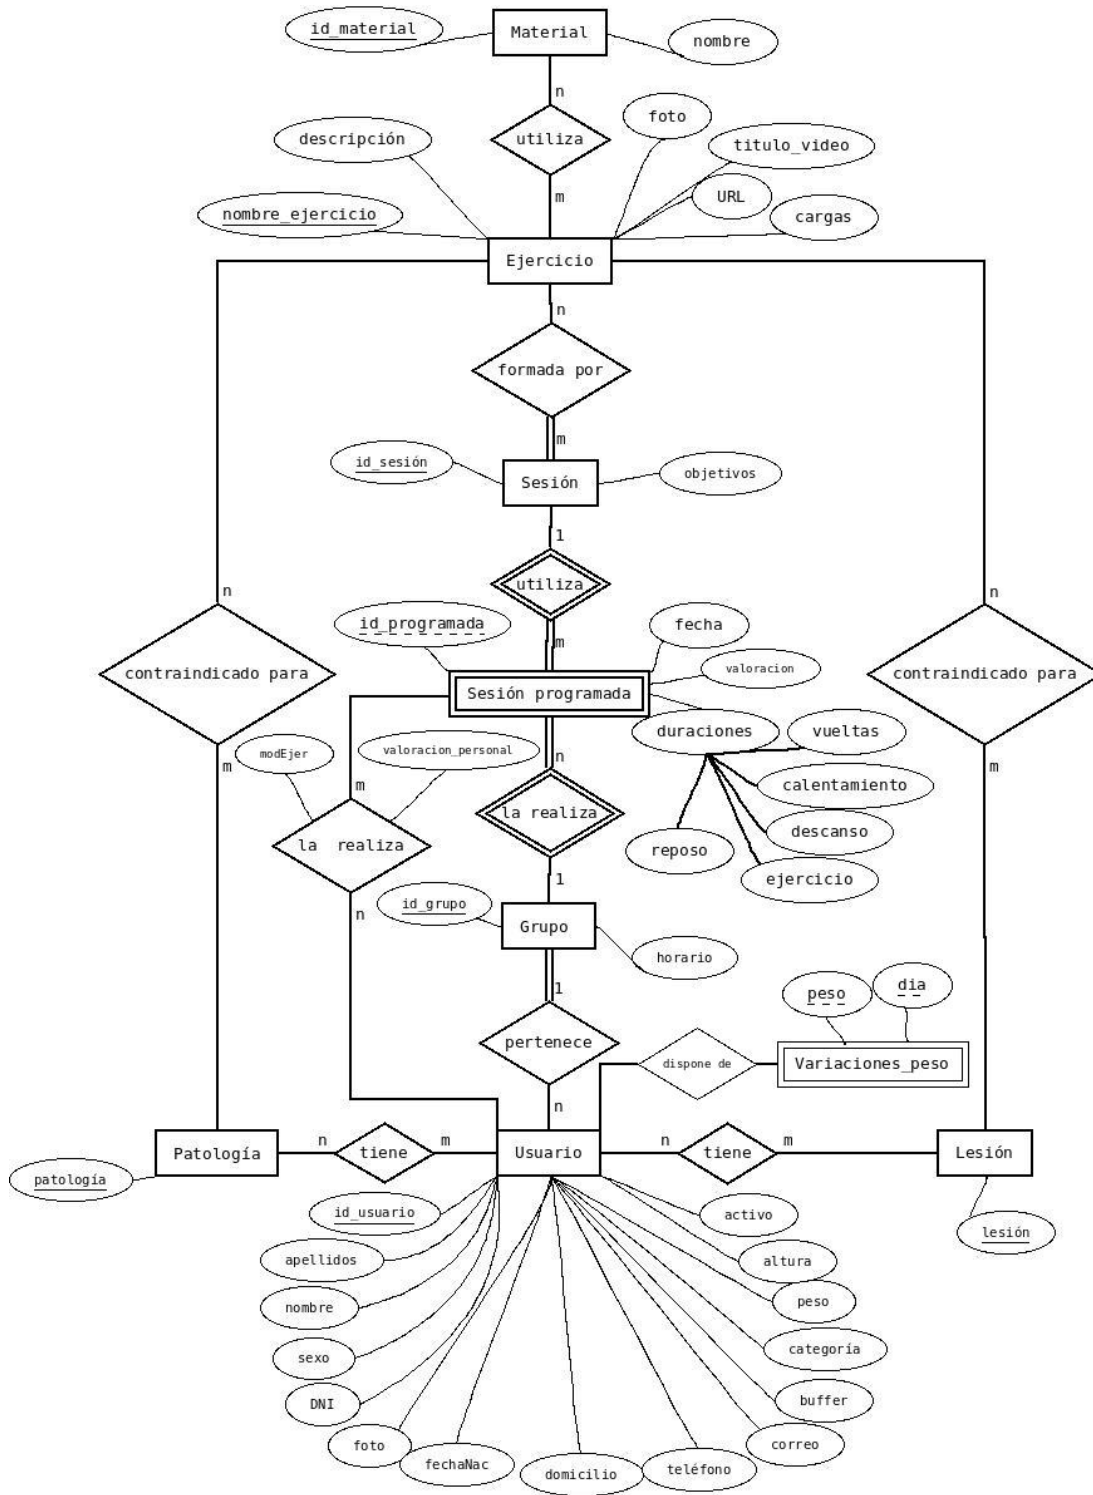 id_material
Material
nombre
n
utiliza
m
foto
descripción
titulo_video
URL
nombre_ejercicio
cargas
Ejercicio
n
formada por
m
id_sesión
Sesión
objetivos
1
utiliza
m
n
contraindicado para
m
n
contraindicado para
m
id_programada
fecha
valoracion
Sesión programada
duraciones
vueltas
calentamiento
descanso
ejercicio
reposo
modEjer
valoracion_personal
m
la realiza
n
n
la realiza
1
id_grupo
Grupo
horario
1
pertenece
n
peso
dia
dispone de
Variaciones_peso
Patología
n
tiene
m
Usuario
n
tiene
m
Lesión
patología
lesión
id_usuario
apellidos
nombre
sexo
DNI
foto
fechaNac
domicilio
teléfono
correo
buffer
categoría
peso
altura
activo